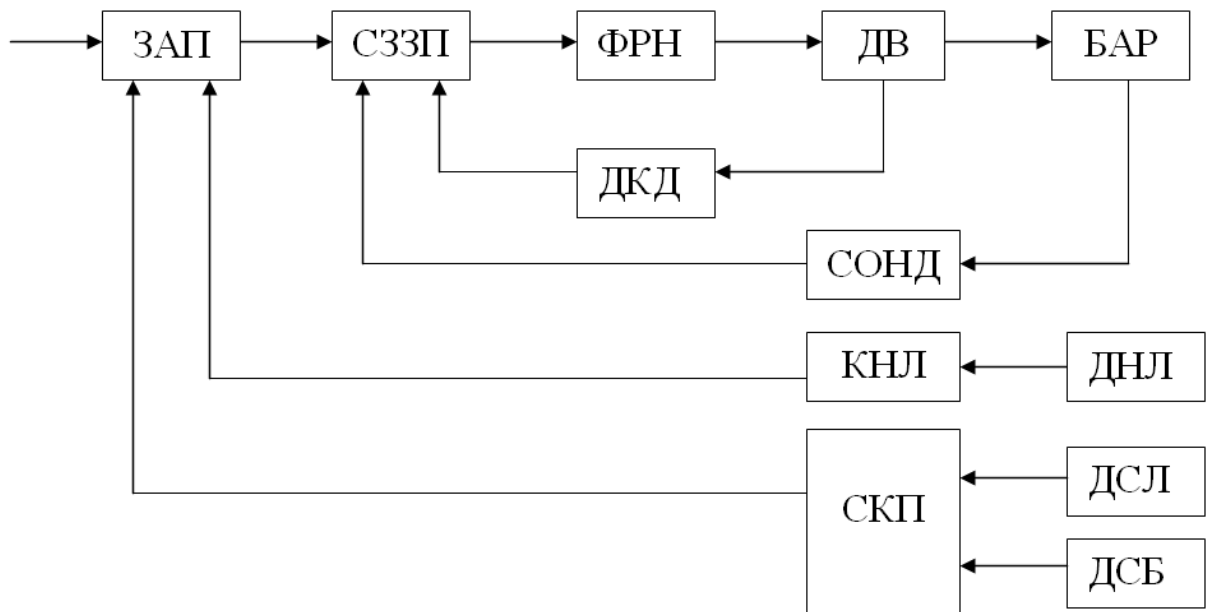 ЗАП СЗЗП ФРН ДВ БАР
ДКД
СОНД
КНЛ ДНЛ
ДСЛ
СКП
ДСБ